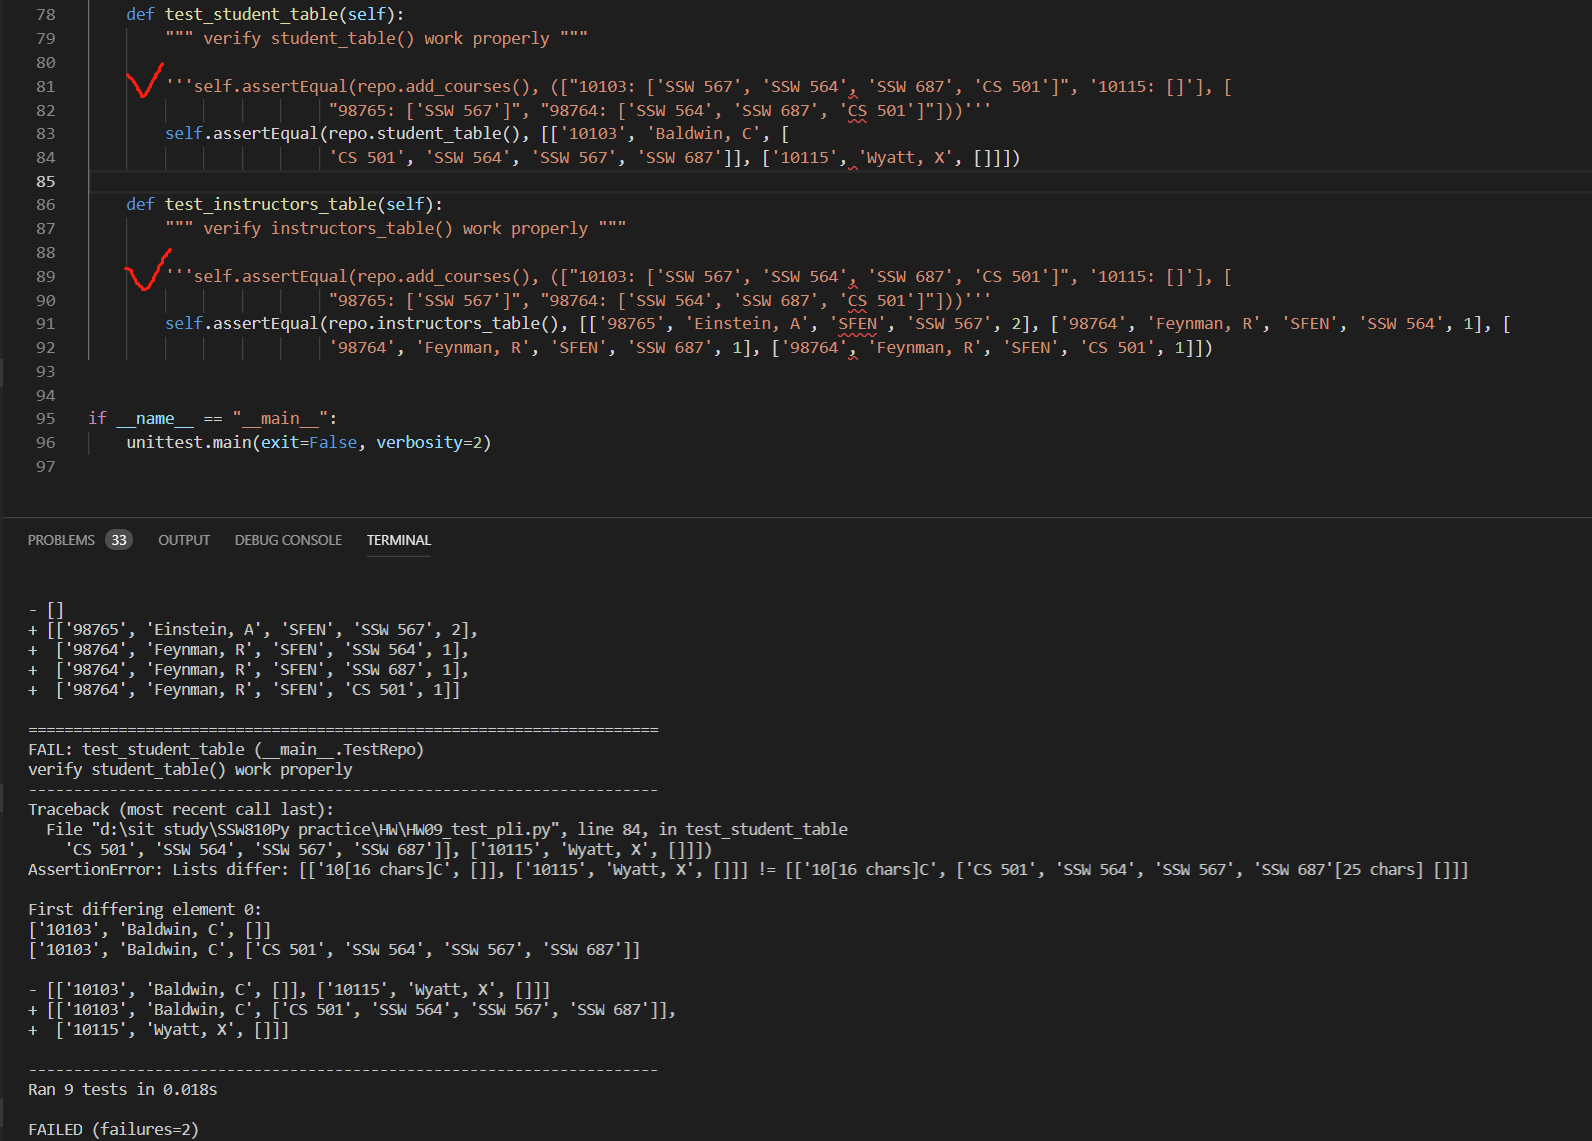 78 def test_student_table(self):
79 """ verify student_table() work properly """
80
81 '''self.assertEqual(repo.add_courses(), (["10103: ['SSW 567', 'SSW 564', 'SSW 687', 'CS 501']", '10115: []'], [
82 "98765: ['SSW 567']", "98764: ['SSW 564', 'SSW 687', 'CS 501']"]))'''
83 self.assertEqual(repo.student_table(), [['10103', 'Baldwin, C', [
84 'CS 501', 'SSW 564', 'SSW 567', 'SSW 687']], ['10115', 'Wyatt, X', []]])
85
86 def test_instructors_table(self):
87 """ verify instructors_table() work properly """
88
89 '''self.assertEqual(repo.add_courses(), (["10103: ['SSW 567', 'SSW 564', 'SSW 687', 'CS 501']", '10115: []'], [
90 "98765: ['SSW 567']", "98764: ['SSW 564', 'SSW 687', 'CS 501']"]))'''
91 self.assertEqual(repo.instructors_table(), [['98765', 'Einstein, A', 'SFEN', 'SSW 567', 2], ['98764', 'Feynman, R', 'SFEN', 'SSW 564', 1], [
92 '98764', 'Feynman, R', 'SFEN', 'SSW 687', 1], ['98764', 'Feynman, R', 'SFEN', 'CS 501', 1]])
93
94
95 if __name__ == "__main__":
96 unittest.main(exit=False, verbosity=2)
97
PROBLEMS 33 OUTPUT DEBUG CONSOLE TERMINAL
- []
+ [['98765', 'Einstein, A', 'SFEN', 'SSW 567', 2],
+  ['98764', 'Feynman, R', 'SFEN', 'SSW 564', 1],
+  ['98764', 'Feynman, R', 'SFEN', 'SSW 687', 1],
+  ['98764', 'Feynman, R', 'SFEN', 'CS 501', 1]]
======================================================================
FAIL: test_student_table (__main__.TestRepo)
verify student_table() work properly
----------------------------------------------------------------------
Traceback (most recent call last):
File "d:\sit study\SSW810Py practice\HW\HW09_test_pli.py", line 84, in test_student_table
'CS 501', 'SSW 564', 'SSW 567', 'SSW 687']], ['10115', 'Wyatt, X', []]])
AssertionError: Lists differ: [['10[16 chars]C', []], ['10115', 'Wyatt, X', []]] != [['10[16 chars]C', ['CS 501', 'SSW 564', 'SSW 567', 'SSW 687'[25 chars] []]]
First differing element 0:
['10103', 'Baldwin, C', []]
['10103', 'Baldwin, C', ['CS 501', 'SSW 564', 'SSW 567', 'SSW 687']]
- [['10103', 'Baldwin, C', []], ['10115', 'Wyatt, X', []]]
+ [['10103', 'Baldwin, C', ['CS 501', 'SSW 564', 'SSW 567', 'SSW 687']],
+  ['10115', 'Wyatt, X', []]]
----------------------------------------------------------------------
Ran 9 tests in 0.018s
FAILED (failures=2)